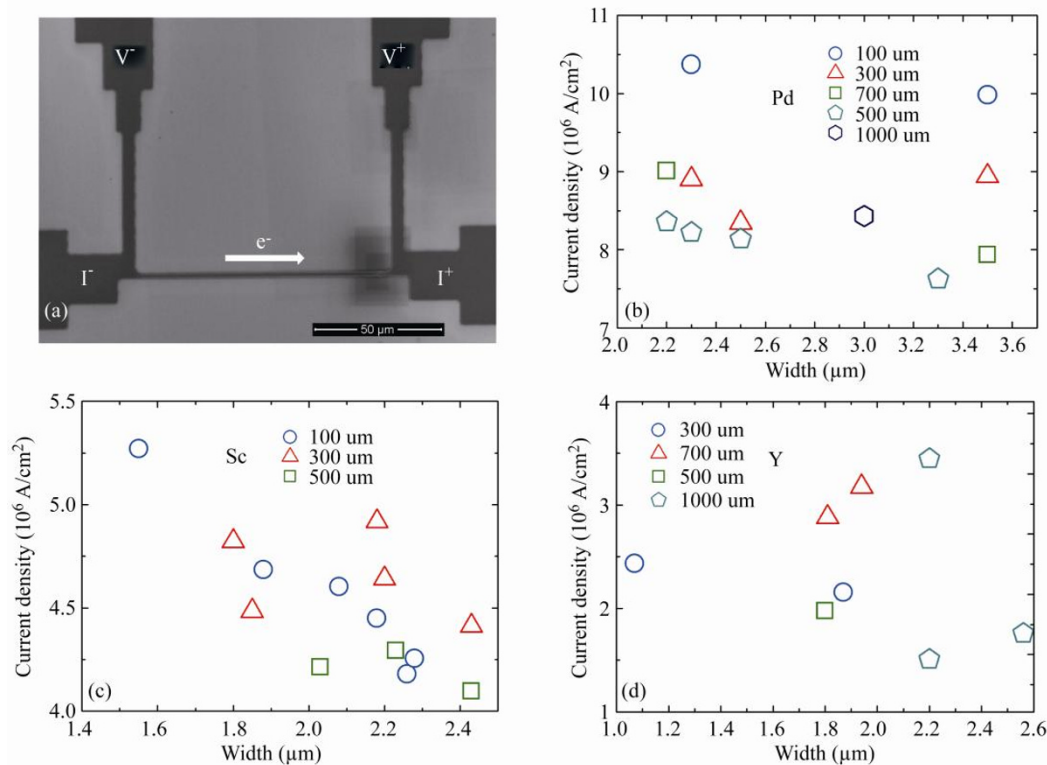 V⁻
V⁺
e⁻
I⁻
I⁺
(a)
50 µm
Current density (10⁶ A/cm²)
11
10
9
8
7
Pd
100 um
300 um
700 um
500 um
1000 um
(b)
2.0 2.2 2.4 2.6 2.8 3.0 3.2 3.4 3.6
Width (µm)
Current density (10⁶ A/cm²)
5.5
5.0
4.5
4.0
Sc
100 um
300 um
500 um
(c)
1.4 1.6 1.8 2.0 2.2 2.4
Width (µm)
Current density (10⁶ A/cm²)
4
3
2
1
300 um
700 um
500 um
1000 um
Y
(d)
1.0 1.2 1.4 1.6 1.8 2.0 2.2 2.4 2.6
Width (µm)